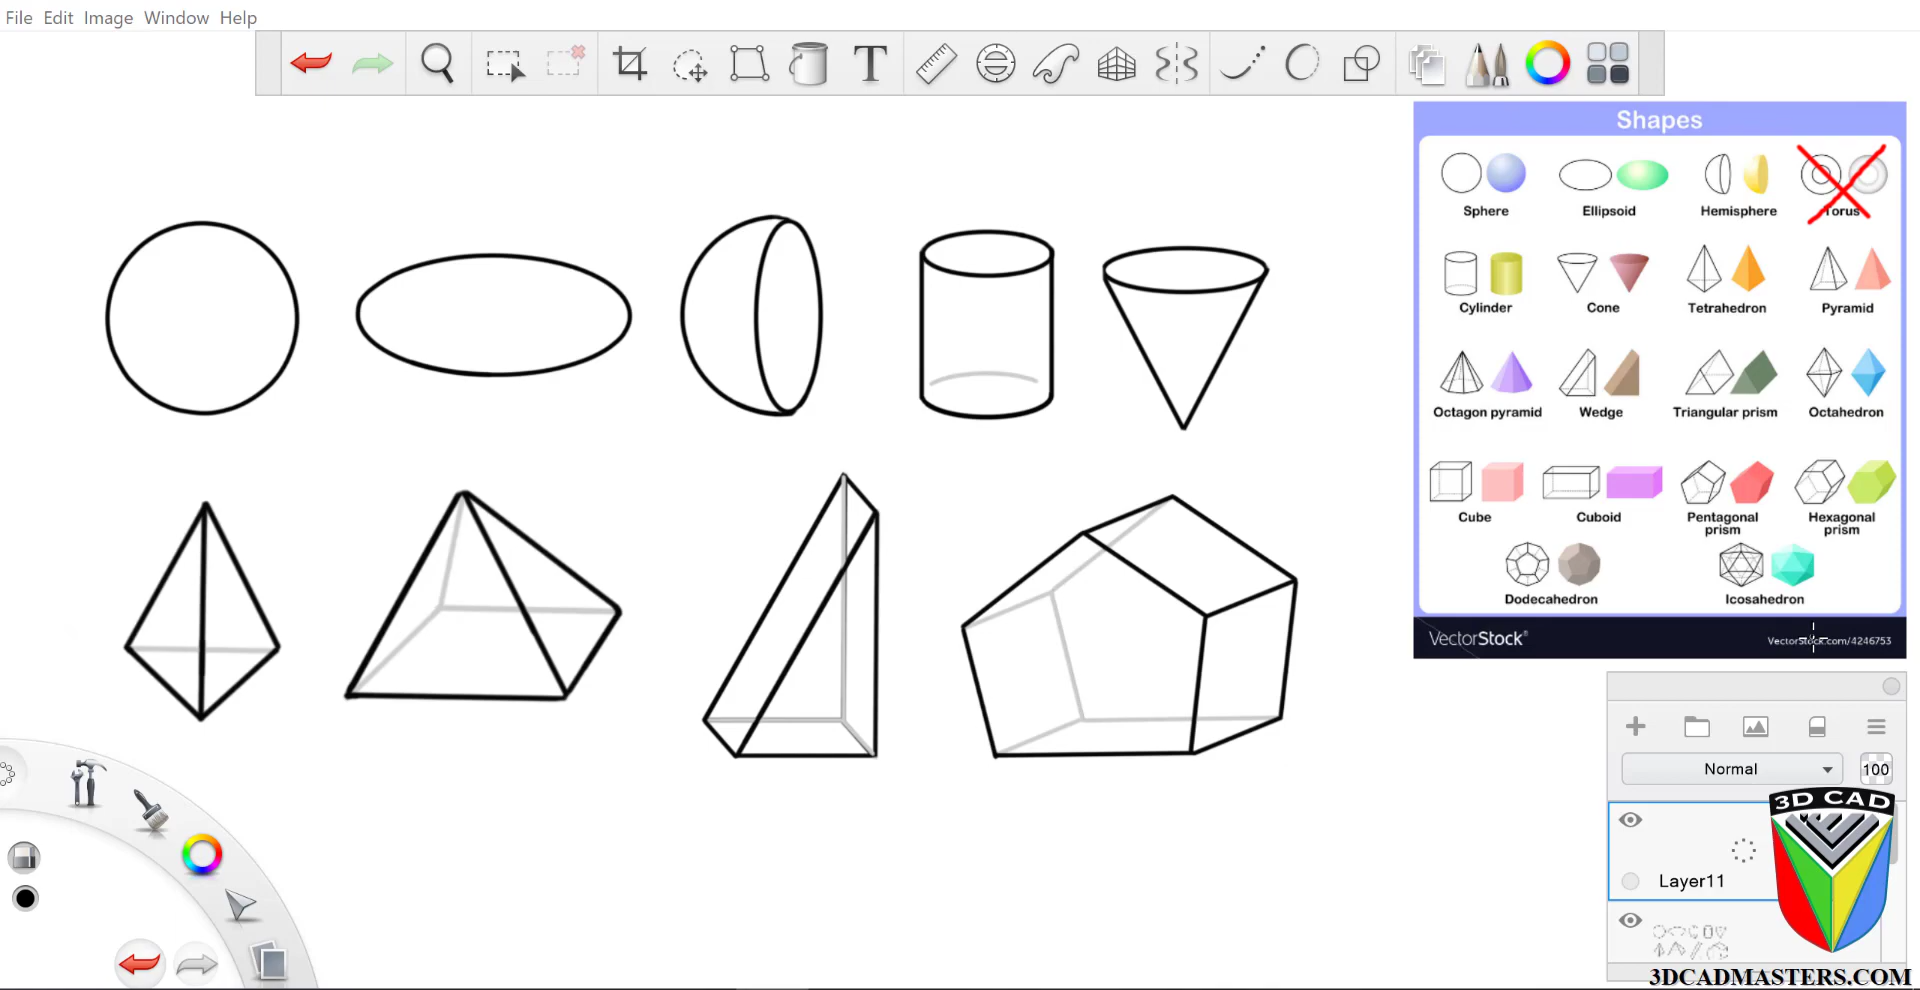 File Edit Image Window Help
T
Shapes
Sphere Ellipsoid Hemisphere Torus
Cylinder Cone Tetrahedron Pyramid
Octagon pyramid Wedge Triangular prism Octahedron
Cube Cuboid Pentagonal prism Hexagonal prism
Dodecahedron Icosahedron
VectorStock® VectorStock.com/4246753
Normal 100
3D CAD
Layer11
3DCADMASTERS.COM